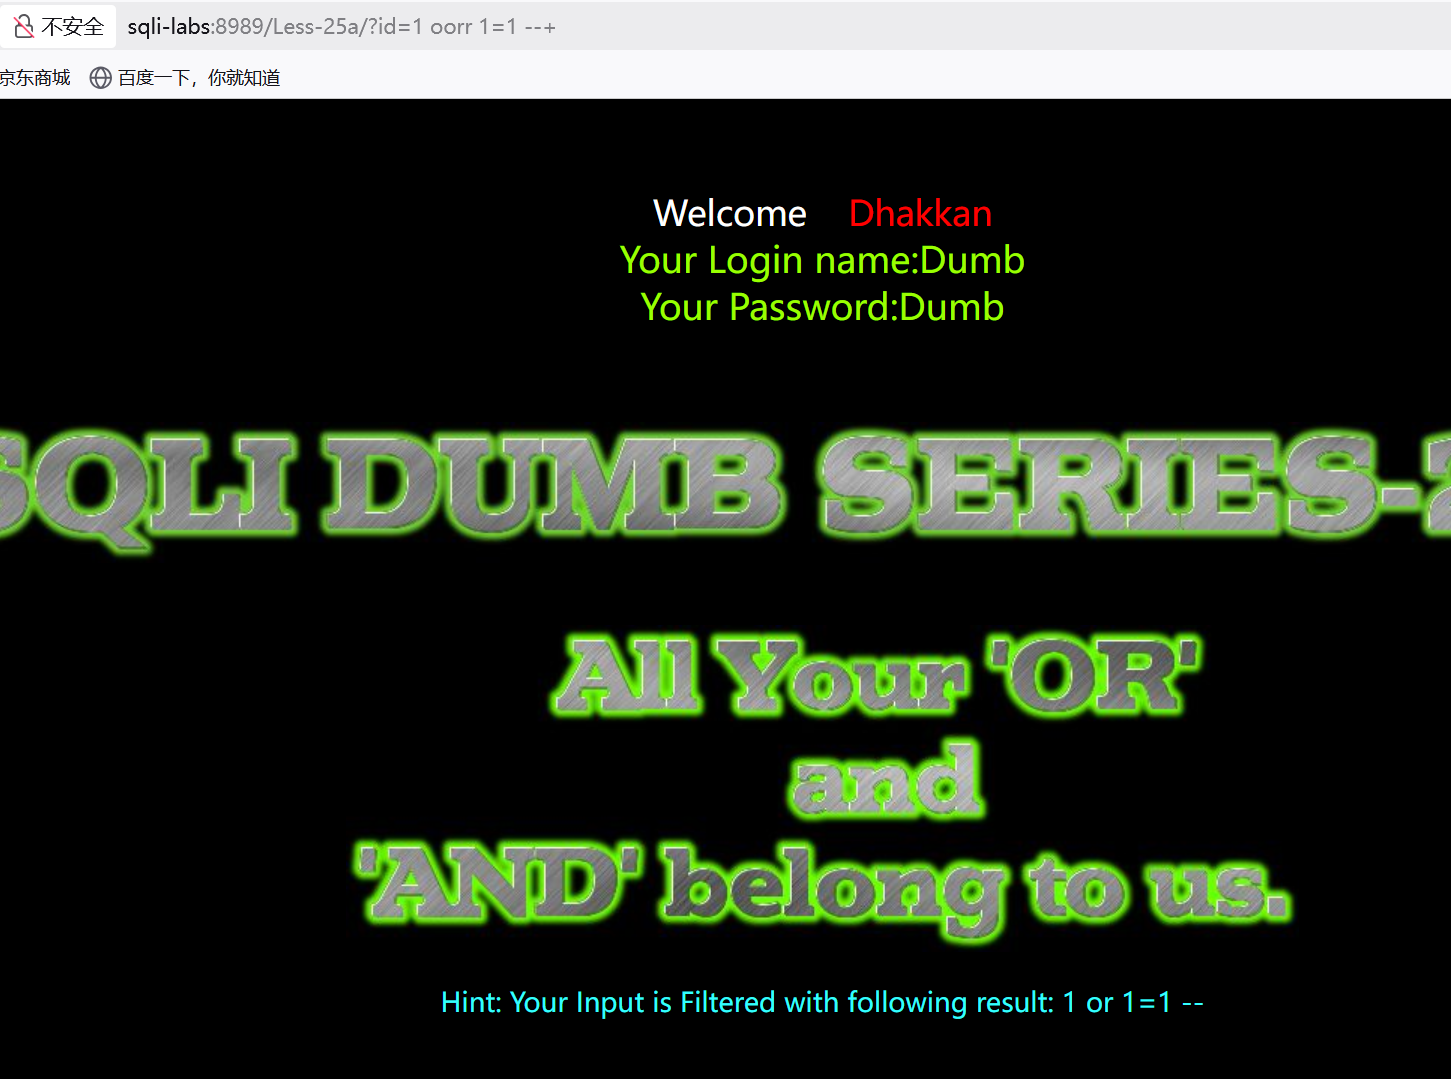 不安全 sqli-labs:8989/Less-25a/?id=1 oorr 1=1 --+
京东商城 百度一下，你就知道
Welcome Dhakkan
Your Login name:Dumb
Your Password:Dumb
SQLI DUMB SERIES-2
All Your 'OR'
and
'AND' belong to us.
Hint: Your Input is Filtered with following result: 1 or 1=1 --